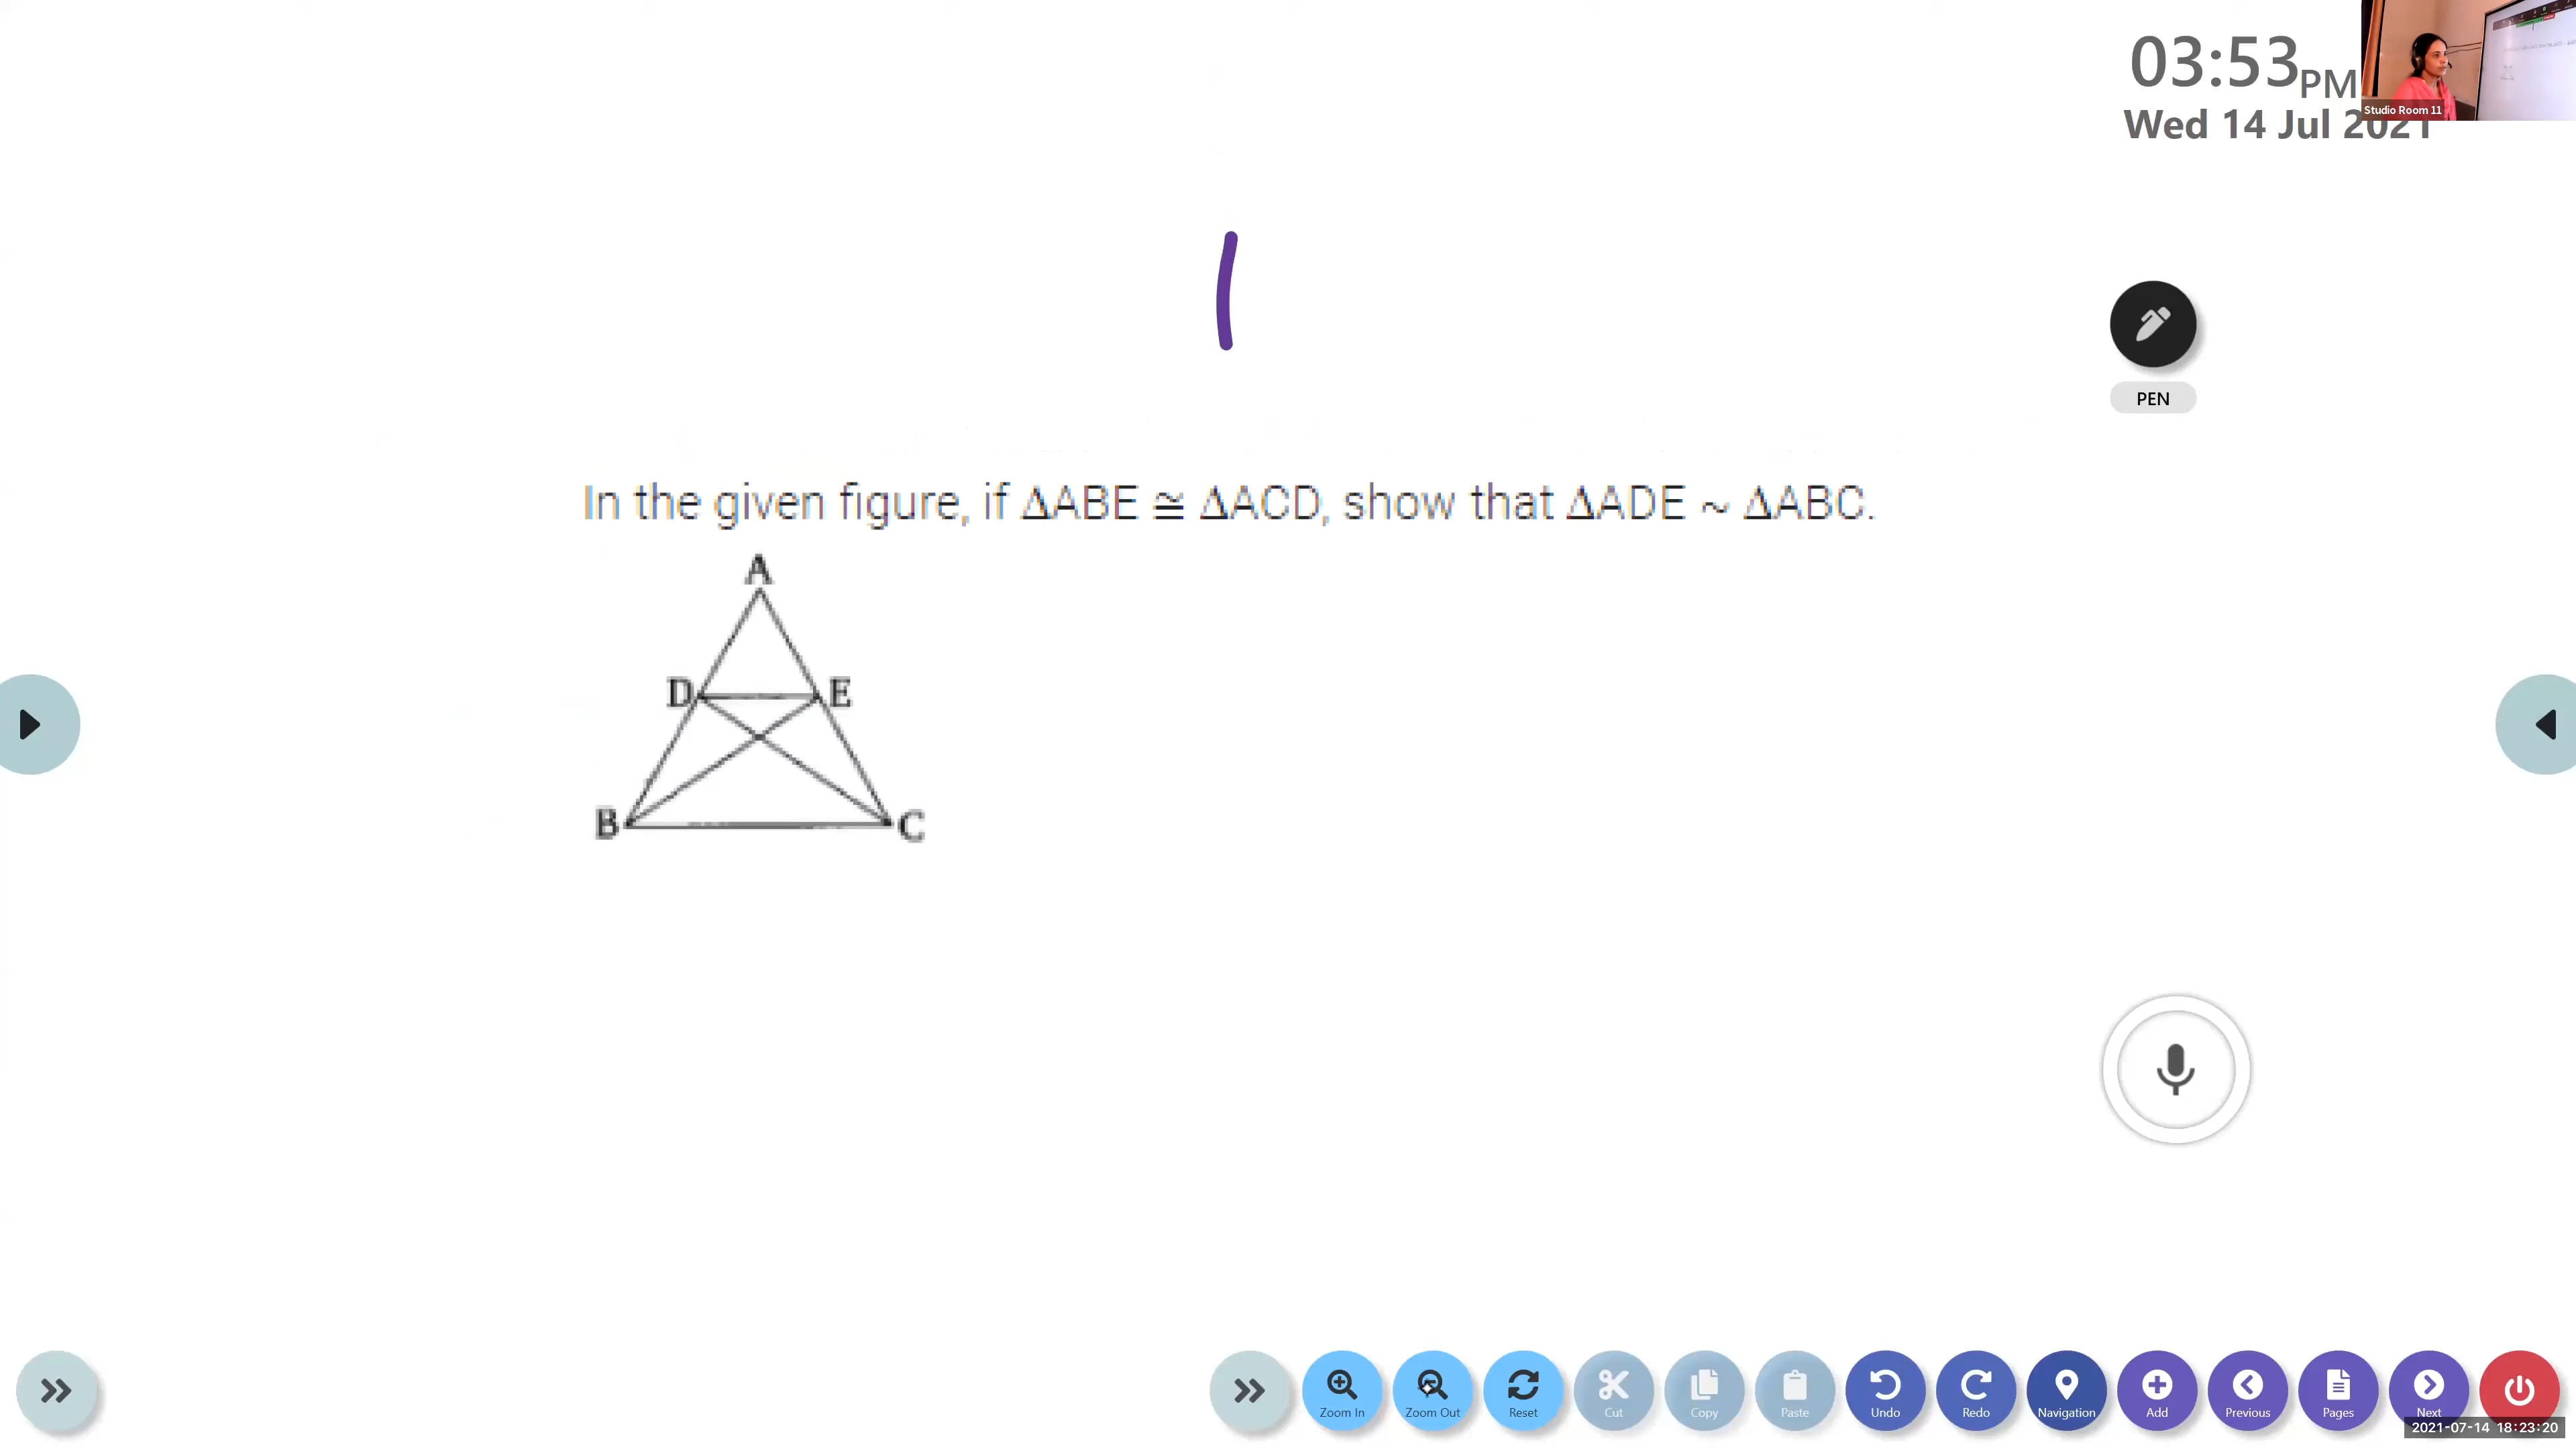 03:53PM
Studio Room 11
Wed 14 Jul 2021
PEN
In the given figure, if ΔABE ≅ ΔACD, show that ΔADE ~ ΔABC.
A
D E
B C
Zoom In Zoom Out Reset Cut Copy Paste Undo Redo Navigation Add Previous Pages Next
2021-07-14 18:23:20